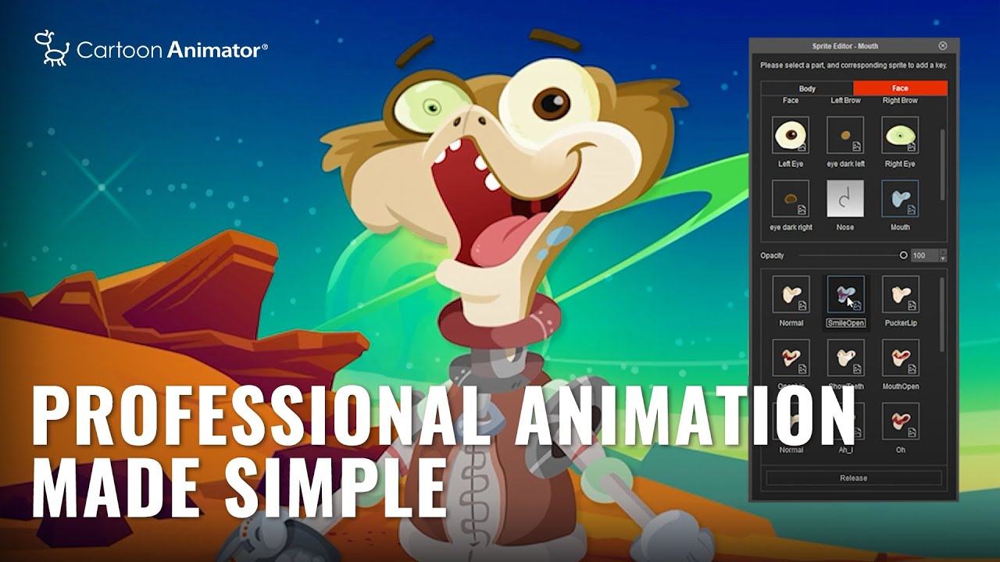 Cartoon Animator®
Sprite Editor - Mouth
Please select a part, and corresponding sprite to add a key.
Body Face
Face Left Brow Right Brow
Left Eye eye dark left Right Eye
eye dark right Nose Mouth
Opacity 100
Normal SmileOpen PuckerLip
ShowTeeth MouthOpen
Normal Ah_I Oh
Release
PROFESSIONAL ANIMATION
MADE SIMPLE